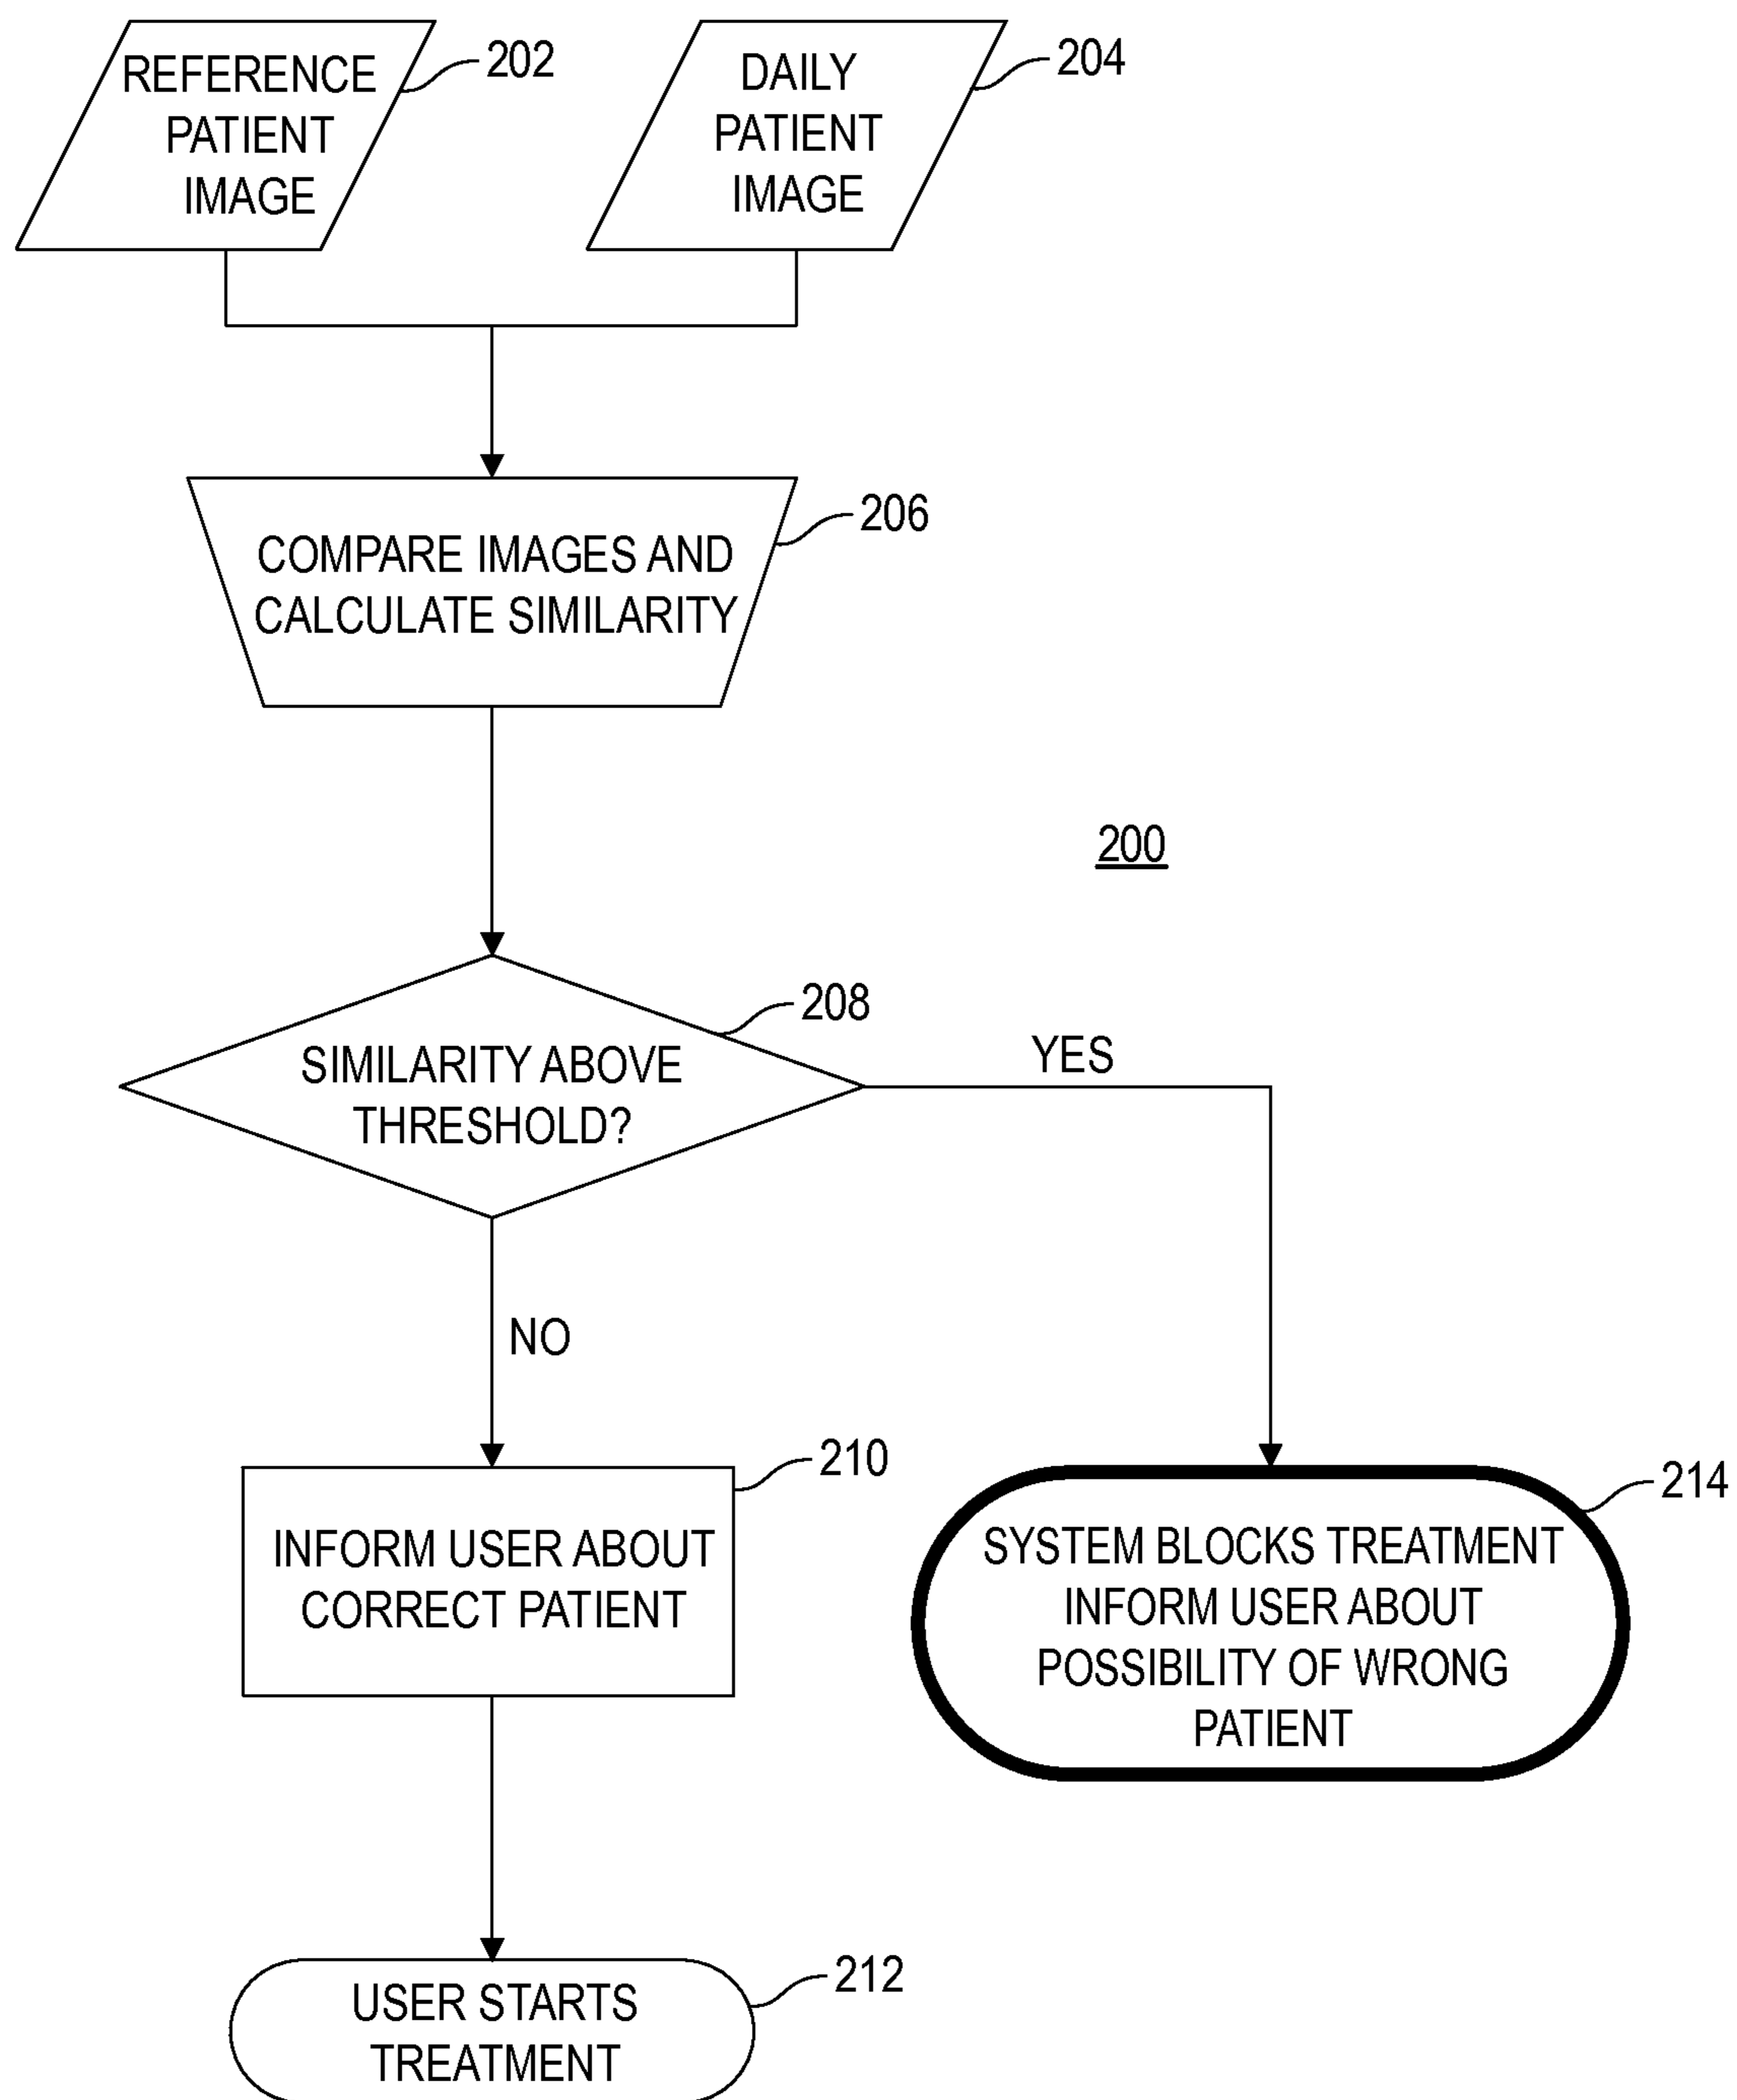 REFERENCE
PATIENT
IMAGE
202
DAILY
PATIENT
IMAGE
204
COMPARE IMAGES AND
CALCULATE SIMILARITY
206
200
SIMILARITY ABOVE
THRESHOLD?
208
YES
NO
INFORM USER ABOUT
CORRECT PATIENT
210
SYSTEM BLOCKS TREATMENT
INFORM USER ABOUT
POSSIBILITY OF WRONG
PATIENT
214
USER STARTS
TREATMENT
212